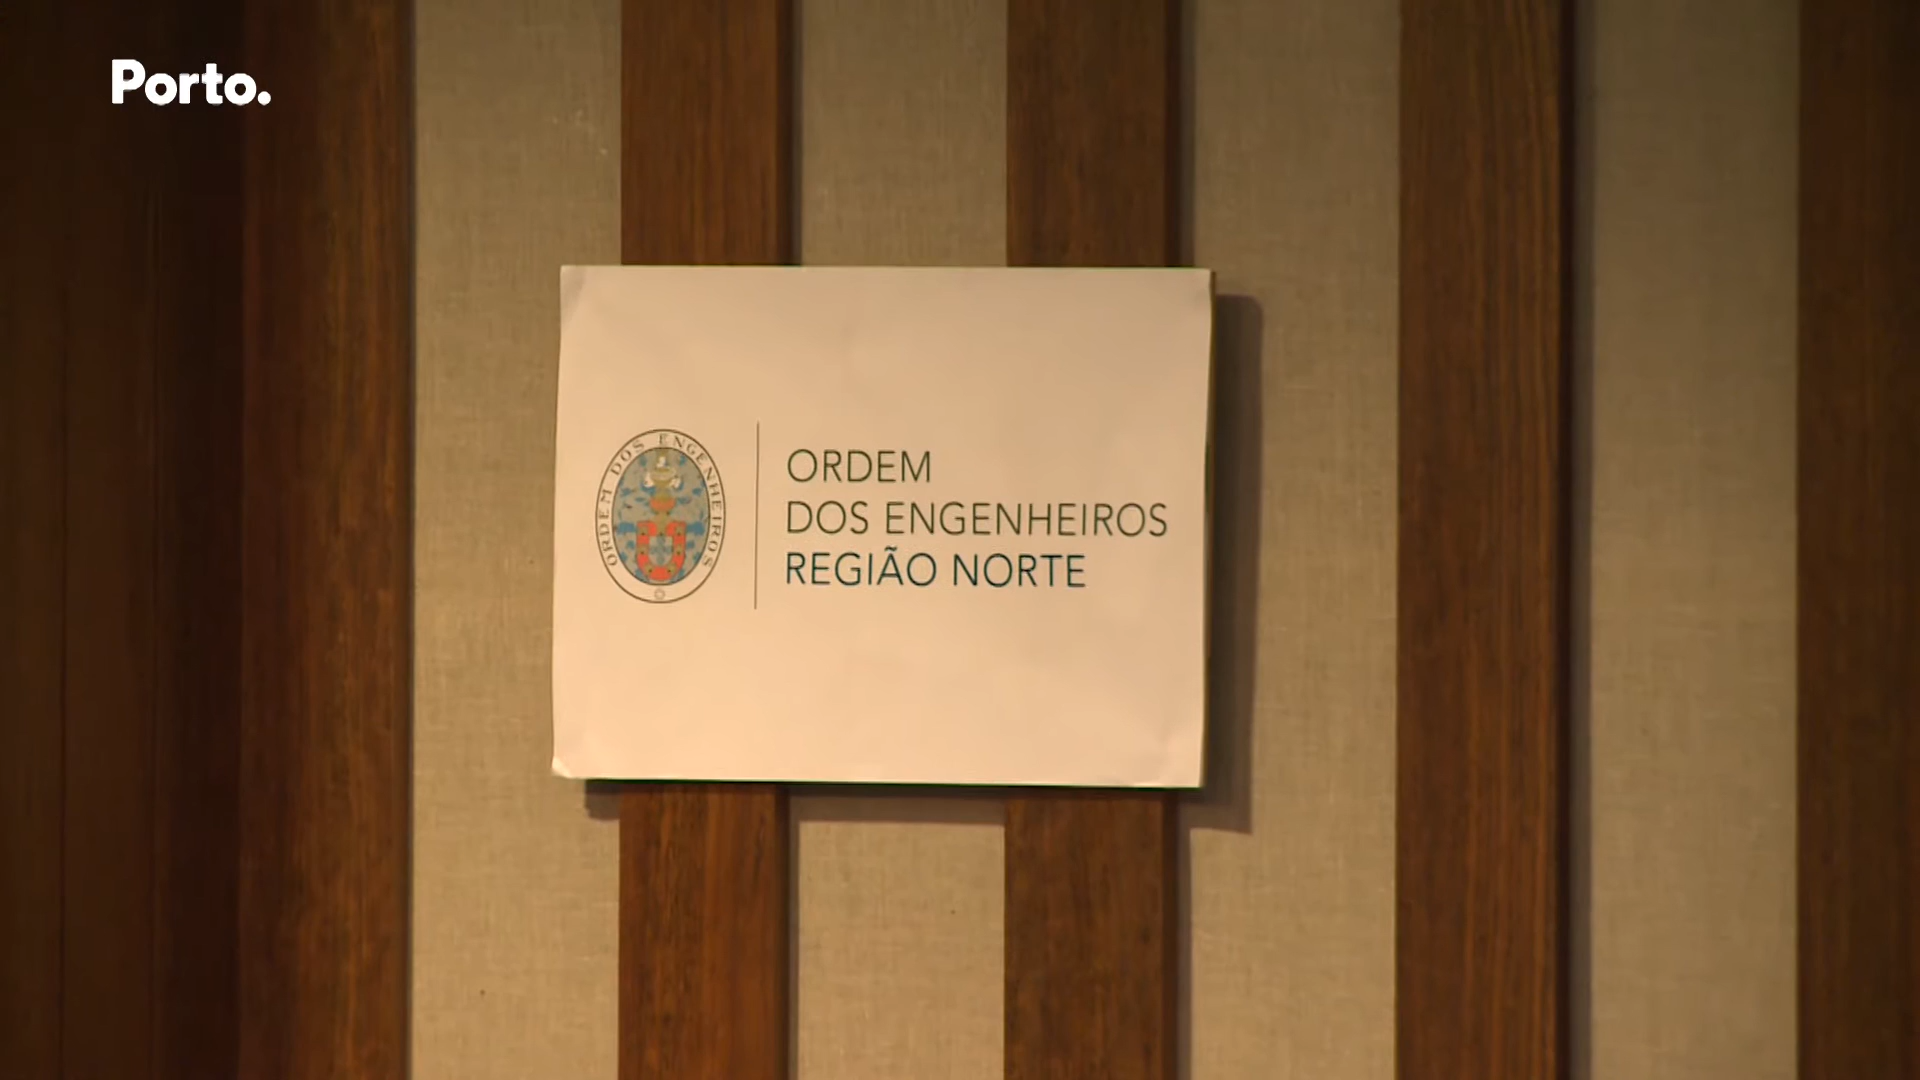 Porto.
ORDEM DOS ENGENHEIROS
ORDEM
DOS ENGENHEIROS
REGIÃO NORTE